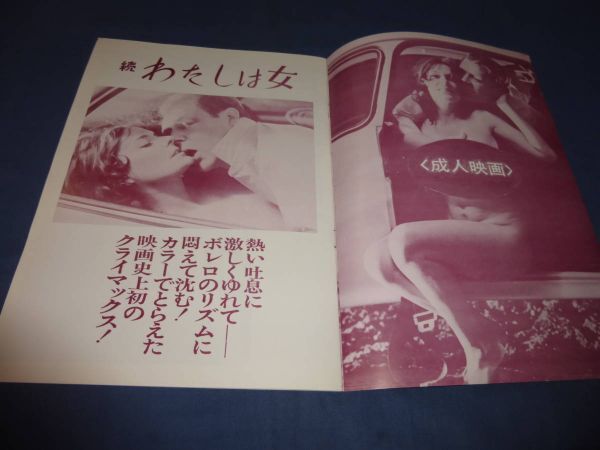 続 わたしは女
熱い吐息に
激しくゆれて──
ボレロのリズムに
悶えて沈む！
カラーでとらえた
映画史上初の
クライマックス！
〈成人映画〉